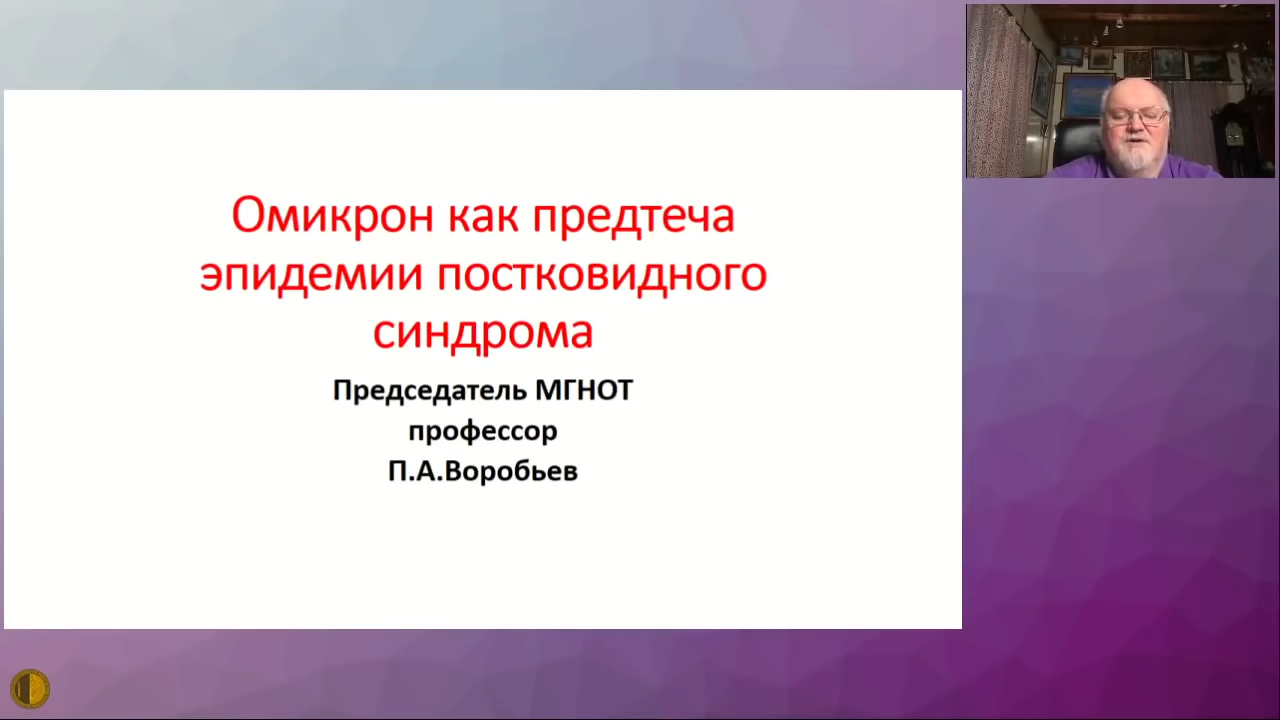 Омикрон как предтеча
эпидемии постковидного
синдрома
Председатель МГНОТ
профессор
П.А.Воробьев